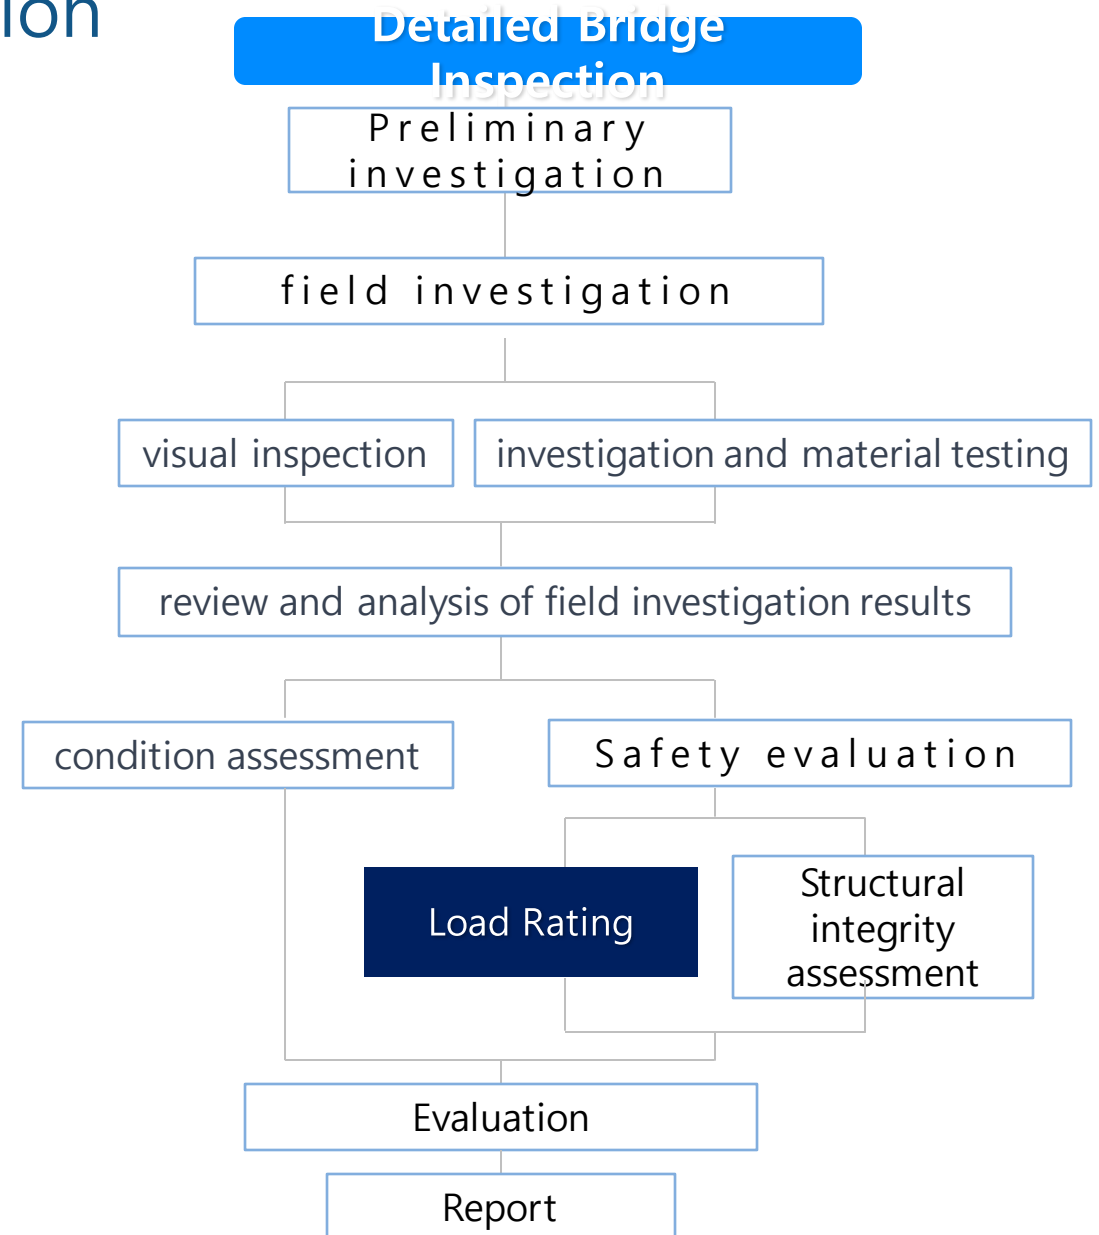 Detailed Bridge
Inspection
Preliminary
investigation
field investigation
visual inspection
investigation and material testing
review and analysis of field investigation results
condition assessment
Safety evaluation
Load Rating
Structural
integrity
assessment
Evaluation
Report